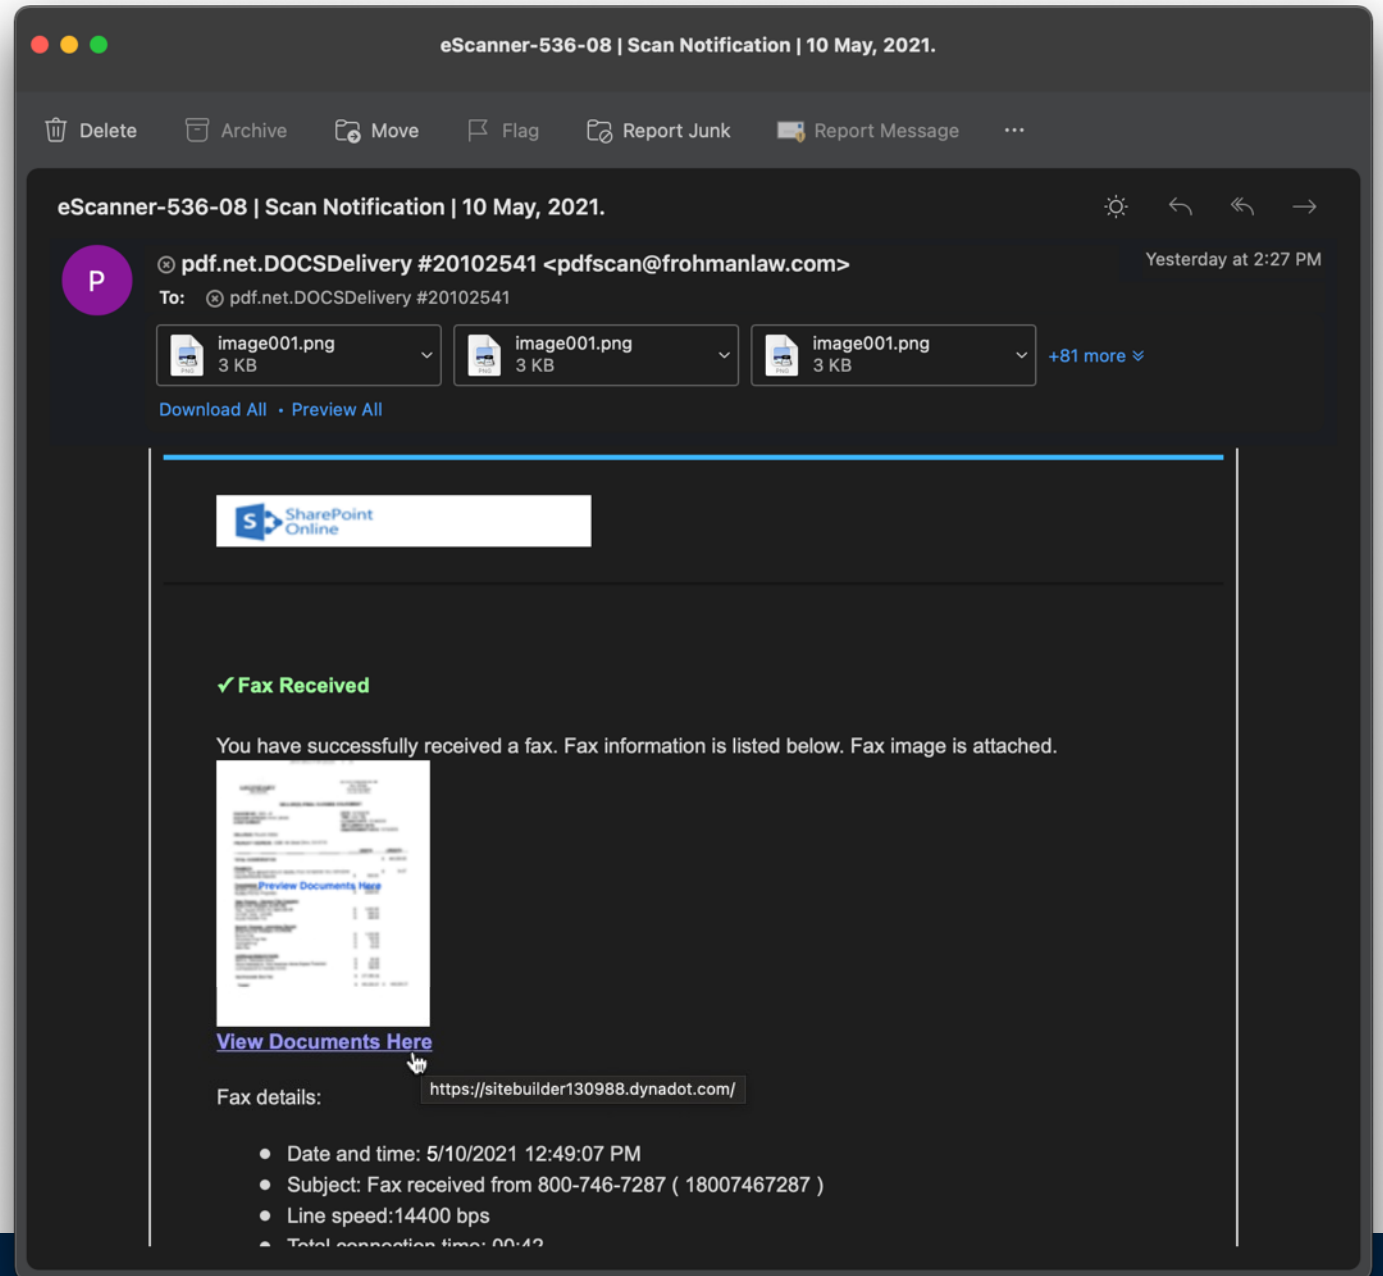 eScanner-536-08 | Scan Notification | 10 May, 2021.
Delete Archive Move Flag Report Junk Report Message ...
eScanner-536-08 | Scan Notification | 10 May, 2021.
P
pdf.net.DOCSDelivery #20102541 <pdfscan@frohmanlaw.com>
Yesterday at 2:27 PM
To: pdf.net.DOCSDelivery #20102541
image001.png
3 KB
image001.png
3 KB
image001.png
3 KB
+81 more
Download All • Preview All
S SharePoint
Online
✓ Fax Received
You have successfully received a fax. Fax information is listed below. Fax image is attached.
Preview Documents Here
View Documents Here
https://sitebuilder130988.dynadot.com/
Fax details:
• Date and time: 5/10/2021 12:49:07 PM
• Subject: Fax received from 800-746-7287 ( 18007467287 )
• Line speed:14400 bps
• Total connection time: 00:42